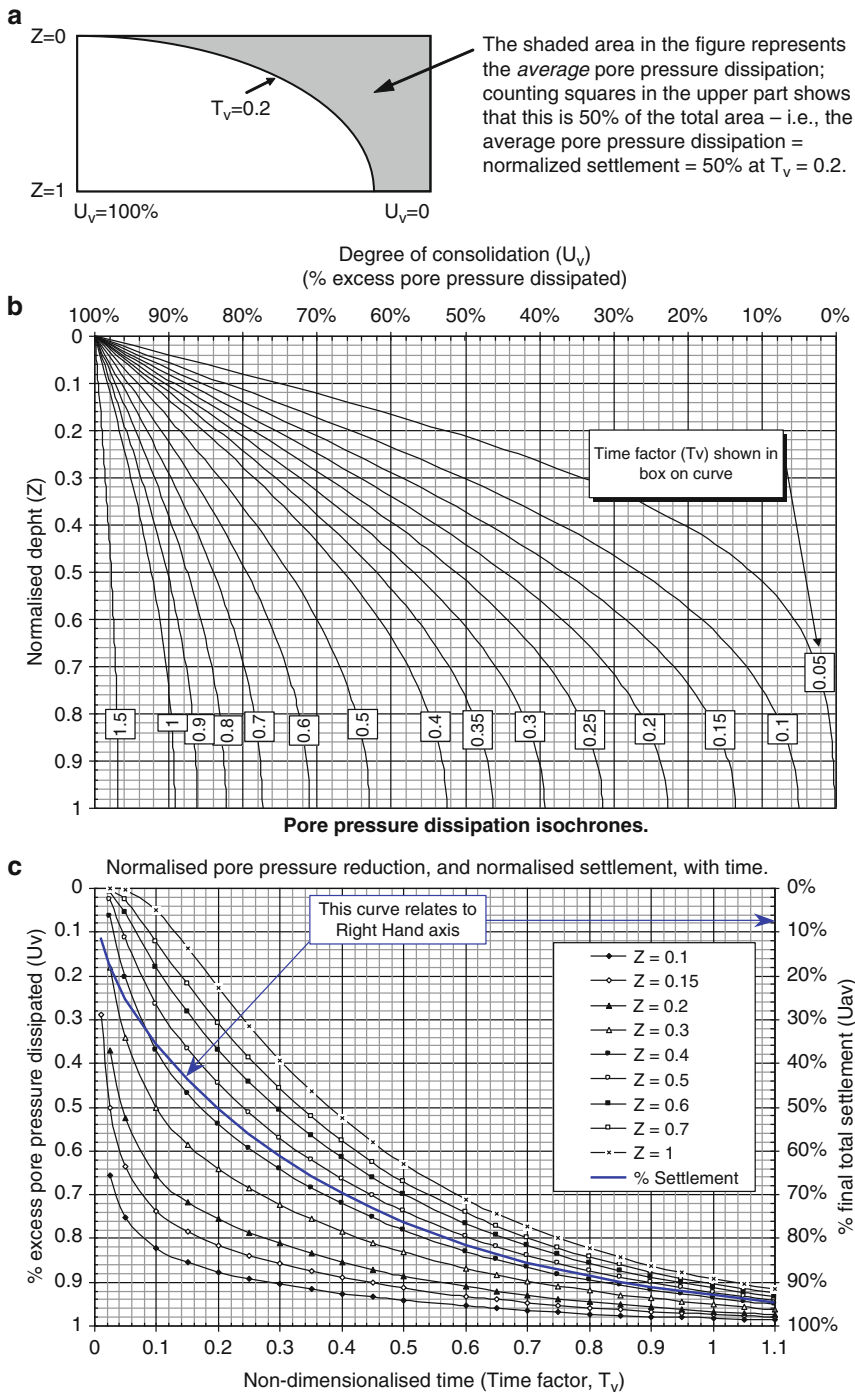 a
Z=0
Tv=0.2
Z=1
Uv=100%
Uv=0
The shaded area in the figure represents
the average pore pressure dissipation;
counting squares in the upper part shows
that this is 50% of the total area – i.e., the
average pore pressure dissipation =
normalized settlement = 50% at Tv = 0.2.
Degree of consolidation (Uv)
(% excess pore pressure dissipated)
b
100% 90% 80% 70% 60% 50% 40% 30% 20% 10% 0%
0
0.1
0.2
0.3
0.4
0.5
0.6
0.7
0.8
0.9
1
Normalised depht (Z)
Time factor (Tv) shown in
box on curve
1.5 1 0.9 0.8 0.7 0.6 0.5 0.4 0.35 0.3 0.25 0.2 0.15 0.1 0.05
Pore pressure dissipation isochrones.
c
Normalised pore pressure reduction, and normalised settlement, with time.
0
0.1
0.2
0.3
0.4
0.5
0.6
0.7
0.8
0.9
1
% excess pore pressure dissipated (Uv)
This curve relates to
Right Hand axis
Z = 0.1
Z = 0.15
Z = 0.2
Z = 0.3
Z = 0.4
Z = 0.5
Z = 0.6
Z = 0.7
Z = 1
% Settlement
0%
10%
20%
30%
40%
50%
60%
70%
80%
90%
100%
% final total settlement (Uav)
0 0.1 0.2 0.3 0.4 0.5 0.6 0.7 0.8 0.9 1 1.1
Non-dimensionalised time (Time factor, Tv)